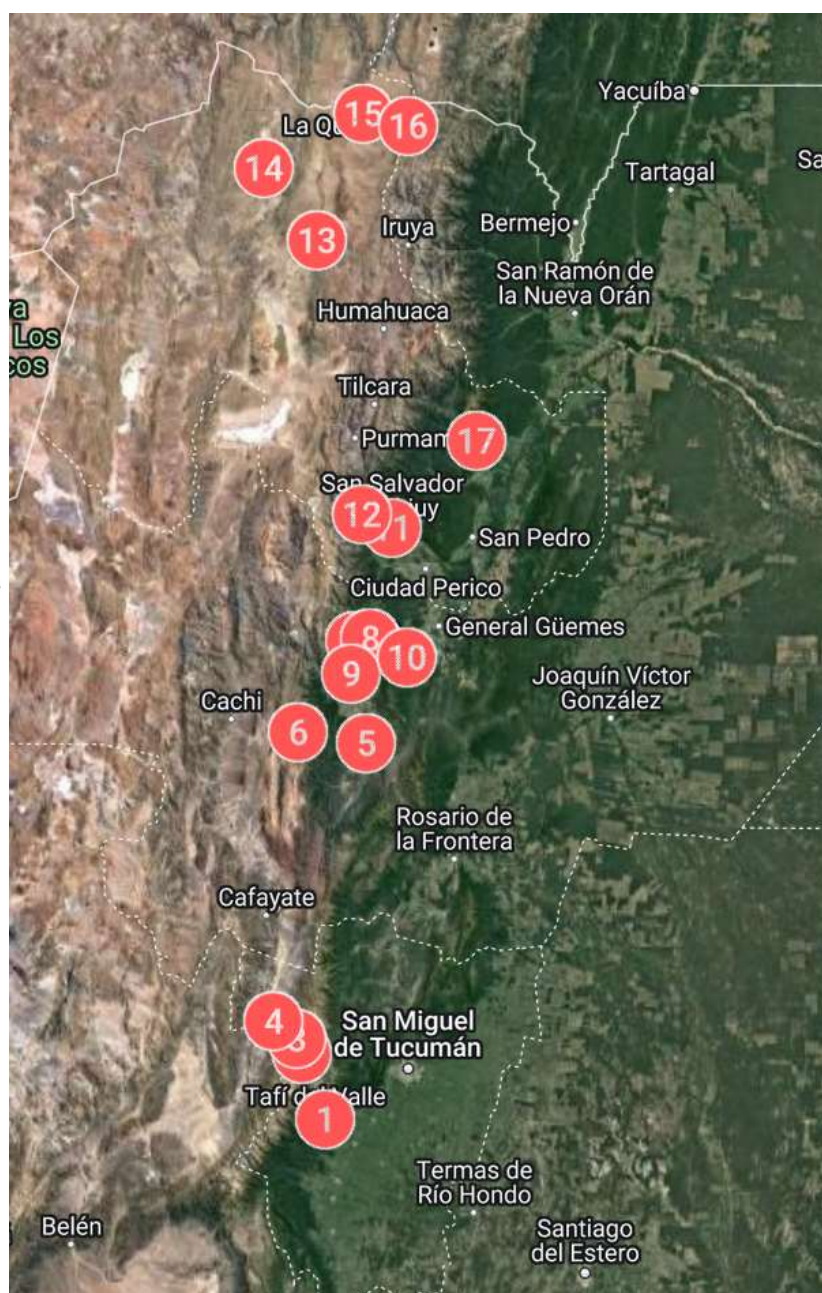 Yacuíba
15
La Qu
16
14
Tartagal
Sa
Bermejo
Iruya
13
San Ramón de
la Nueva Orán
Humahuaca
Los
cos
Tilcara
17
Purmam
San Salvador
12
San Pedro
Ciudad Perico
General Güemes
8
10
9
Joaquín Víctor
González
Cachi
6
5
Rosario de
la Frontera
Cafayate
4
San Miguel
de Tucumán
3
Tafí del Valle
1
Termas de
Río Hondo
Belén
Santiago
del Estero